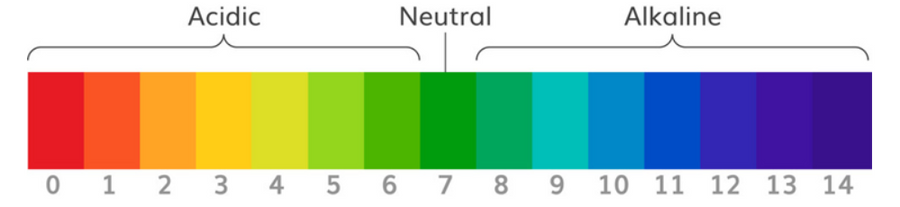 Acidic Neutral Alkaline
0 1 2 3 4 5 6 7 8 9 10 11 12 13 14